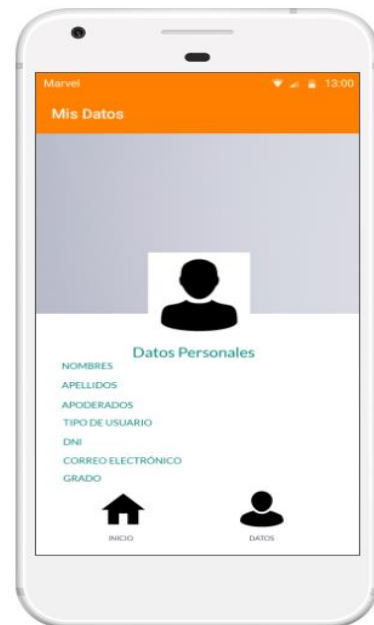 Marvel 13:00
Mis Datos
Datos Personales
NOMBRES
APELLIDOS
APODERADOS
TIPO DE USUARIO
DNI
CORREO ELECTRÓNICO
GRADO
INICIO DATOS